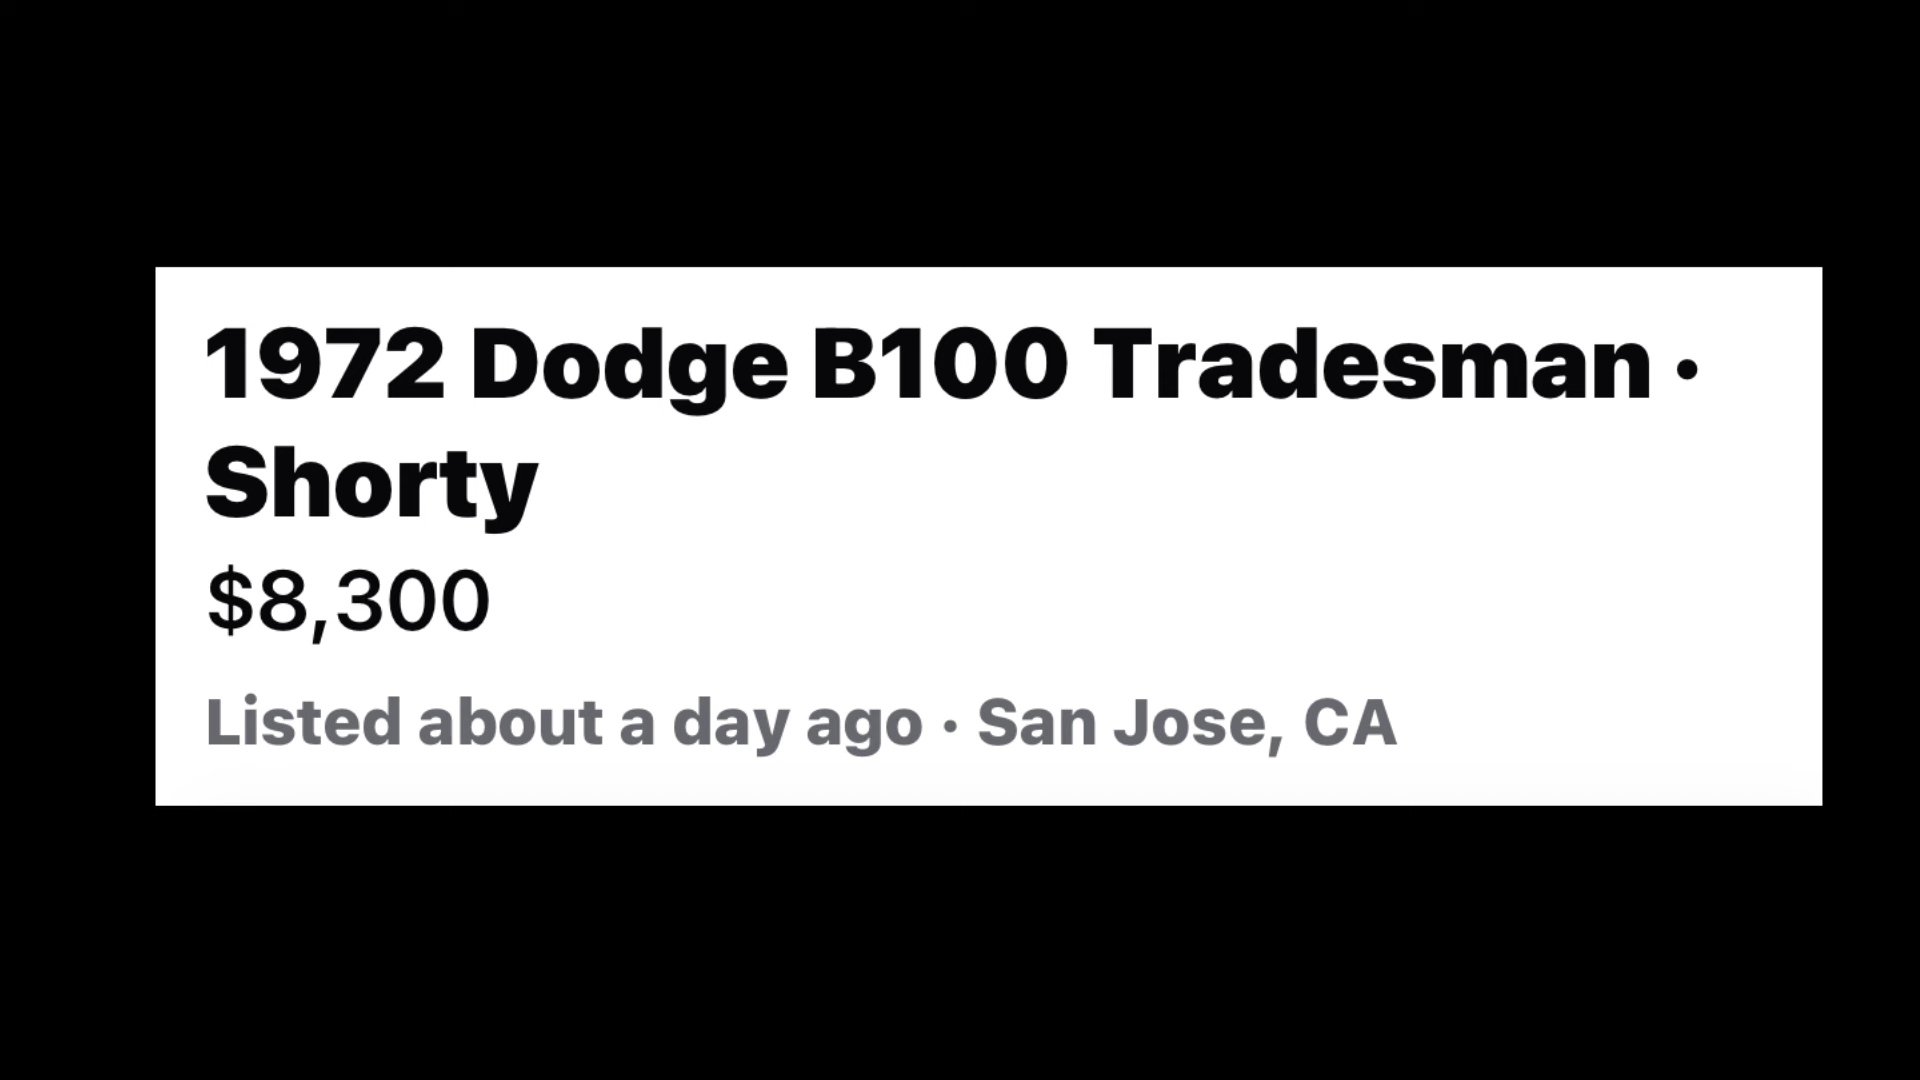 1972 Dodge B100 Tradesman ·
Shorty
$8,300
Listed about a day ago · San Jose, CA